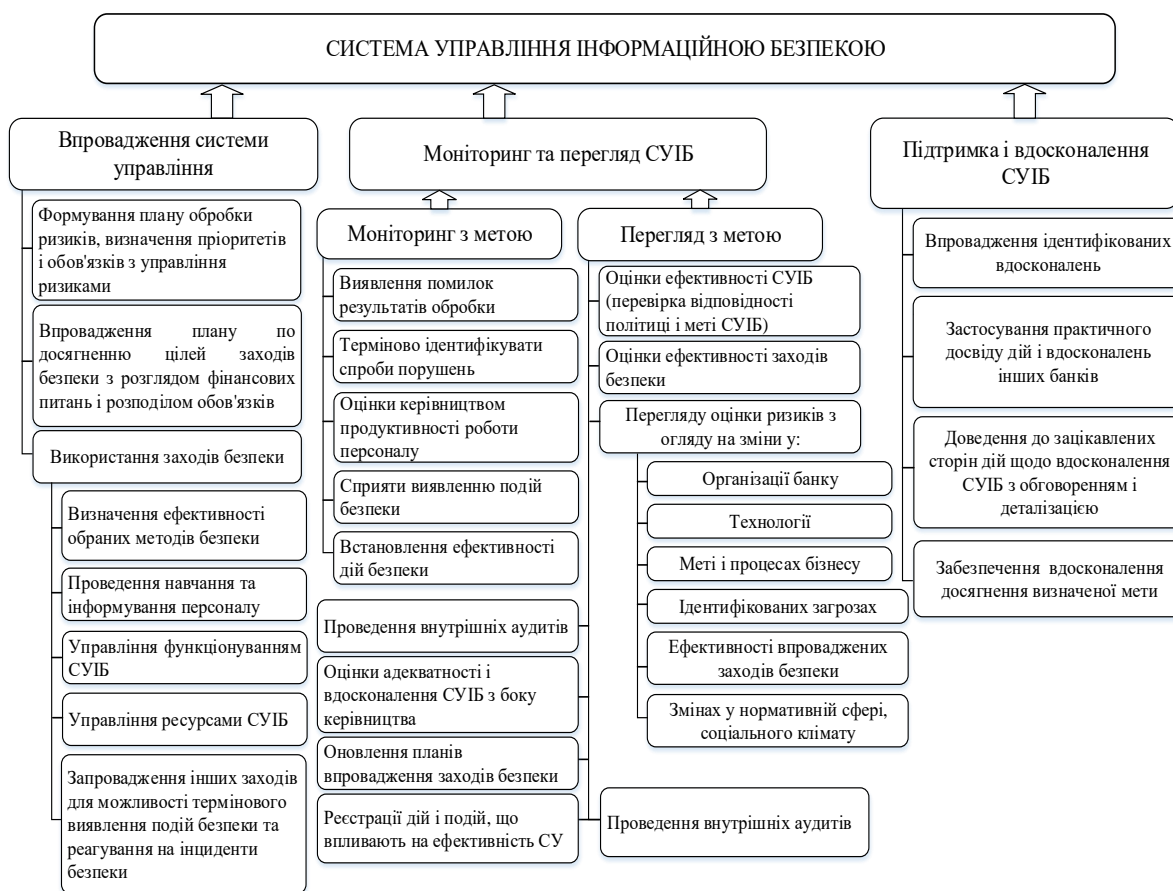 СИСТЕМА УПРАВЛІННЯ ІНФОРМАЦІЙНОЮ БЕЗПЕКОЮ
Впровадження системи
управління
Формування плану обробки
ризиків, визначення пріоритетів
і обов'язків з управління
ризиками
Впровадження плану по
досягненню цілей заходів
безпеки з розглядом фінансових
питань і розподілом обов'язків
Використання заходів безпеки
Визначення ефективності
обраних методів безпеки
Проведення навчання та
інформування персоналу
Управління функціонуванням
СУІБ
Управління ресурсами СУІБ
Запровадження інших заходів
для можливості термінового
виявлення подій безпеки та
реагування на інциденти
безпеки
Моніторинг та перегляд СУІБ
Моніторинг з метою
Виявлення помилок
результатів обробки
Терміново ідентифікувати
спроби порушень
Оцінки керівництвом
продуктивності роботи
персоналу
Сприяти виявленню подій
безпеки
Встановлення ефективності
дій безпеки
Перегляд з метою
Оцінки ефективності СУІБ
(перевірка відповідності
політиці і меті СУІБ)
Оцінки ефективності заходів
безпеки
Перегляду оцінки ризиків з
огляду на зміни у:
Організації банку
Технології
Меті і процесах бізнесу
Ідентифікованих загрозах
Ефективності впроваджених
заходів безпеки
Змінах у нормативній сфері,
соціального клімату
Проведення внутрішніх аудитів
Оцінки адекватності і
вдосконалення СУІБ з боку
керівництва
Оновлення планів
впровадження заходів безпеки
Реєстрації дій і подій, що
впливають на ефективність СУ
Проведення внутрішніх аудитів
Підтримка і вдосконалення
СУІБ
Впровадження ідентифікованих
вдосконалень
Застосування практичного
досвіду дій і вдосконалень
інших банків
Доведення до зацікавлених
сторін дій щодо вдосконалення
СУІБ з обговоренням і
деталізацією
Забезпечення вдосконалення
досягнення визначеної мети